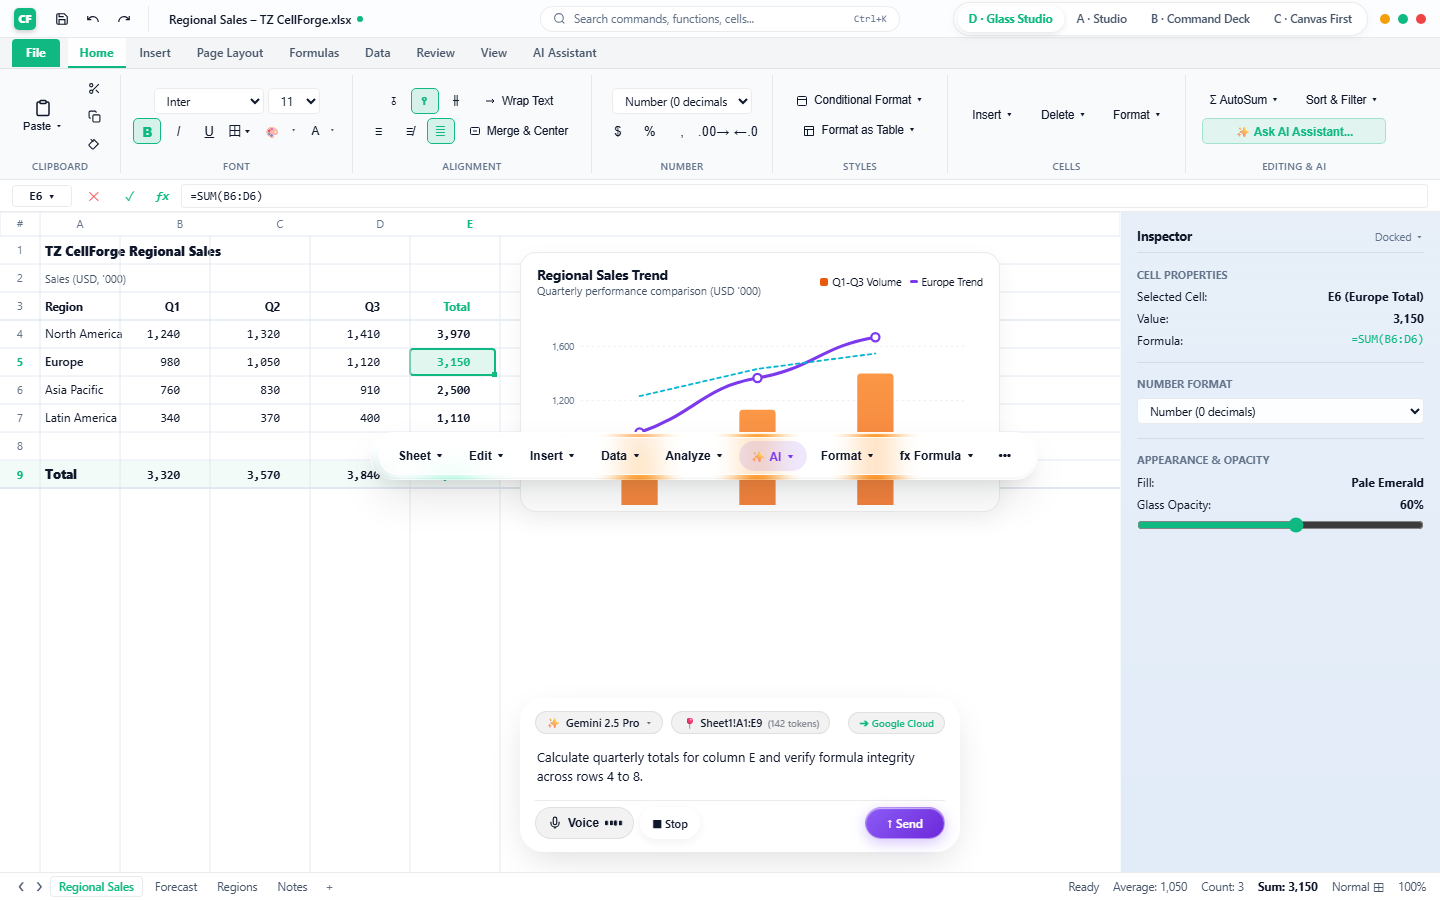 CF
Regional Sales – TZ CellForge.xlsx
Search commands, functions, cells...
Ctrl+K
D · Glass Studio
A · Studio
B · Command Deck
C · Canvas First
File
Home
Insert
Page Layout
Formulas
Data
Review
View
AI Assistant
Paste
CLIPBOARD
Inter
11
B I U A
FONT
Wrap Text
Merge & Center
ALIGNMENT
Number (0 decimals
$ % , .00→ ←.0
NUMBER
Conditional Format
Format as Table
STYLES
Insert
Delete
Format
CELLS
Σ AutoSum
Sort & Filter
✨ Ask AI Assistant...
EDITING & AI
E6
fx
=SUM(B6:D6)
# A B C D E
1 TZ CellForge Regional Sales
2 Sales (USD, '000)
3 Region Q1 Q2 Q3 Total
4 North America 1,240 1,320 1,410 3,970
5 Europe 980 1,050 1,120 3,150
6 Asia Pacific 760 830 910 2,500
7 Latin America 340 370 400 1,110
8
9 Total 3,320 3,570 3,840
Regional Sales Trend
Quarterly performance comparison (USD '000)
Q1-Q3 Volume
Europe Trend
1,600
1,200
Sheet
Edit
Insert
Data
Analyze
✨ AI
Format
fx Formula
•••
✨ Gemini 2.5 Pro
📍 Sheet1!A1:E9 (142 tokens)
➔ Google Cloud
Calculate quarterly totals for column E and verify formula integrity
across rows 4 to 8.
Voice
Stop
↑ Send
Inspector
Docked
CELL PROPERTIES
Selected Cell: E6 (Europe Total)
Value: 3,150
Formula: =SUM(B6:D6)
NUMBER FORMAT
Number (0 decimals)
APPEARANCE & OPACITY
Fill: Pale Emerald
Glass Opacity: 60%
Regional Sales
Forecast
Regions
Notes
+
Ready
Average: 1,050
Count: 3
Sum: 3,150
Normal
100%